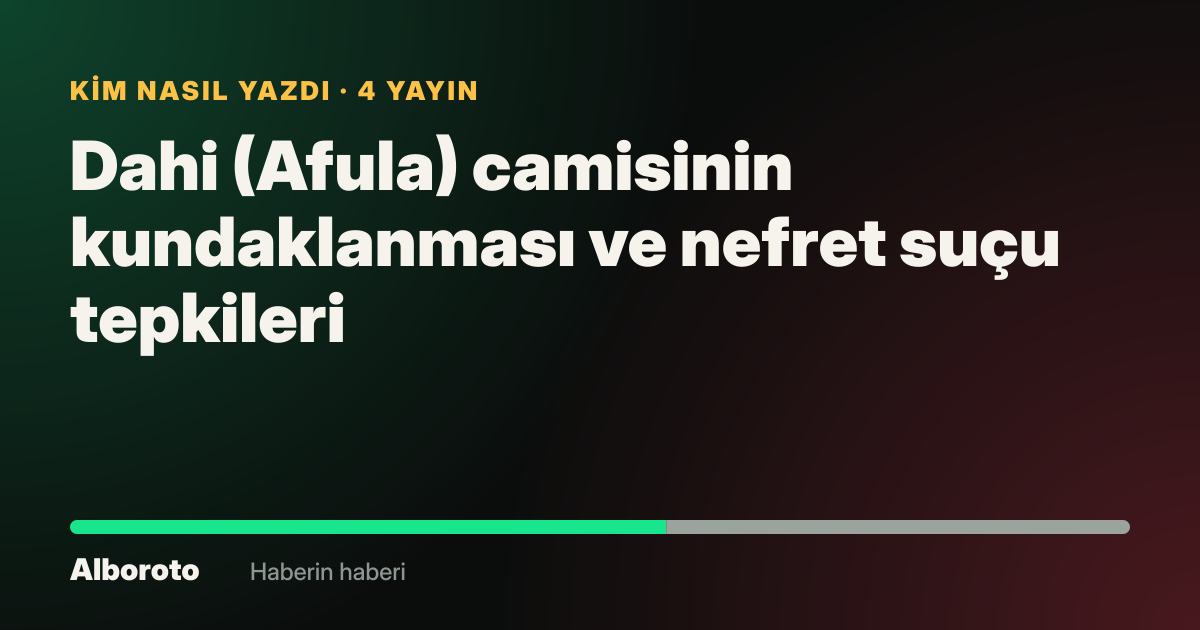 KİM NASIL YAZDI · 4 YAYIN
Dahi (Afula) camisinin
kundaklanması ve nefret suçu
tepkileri
Alboroto
Haberin haberi